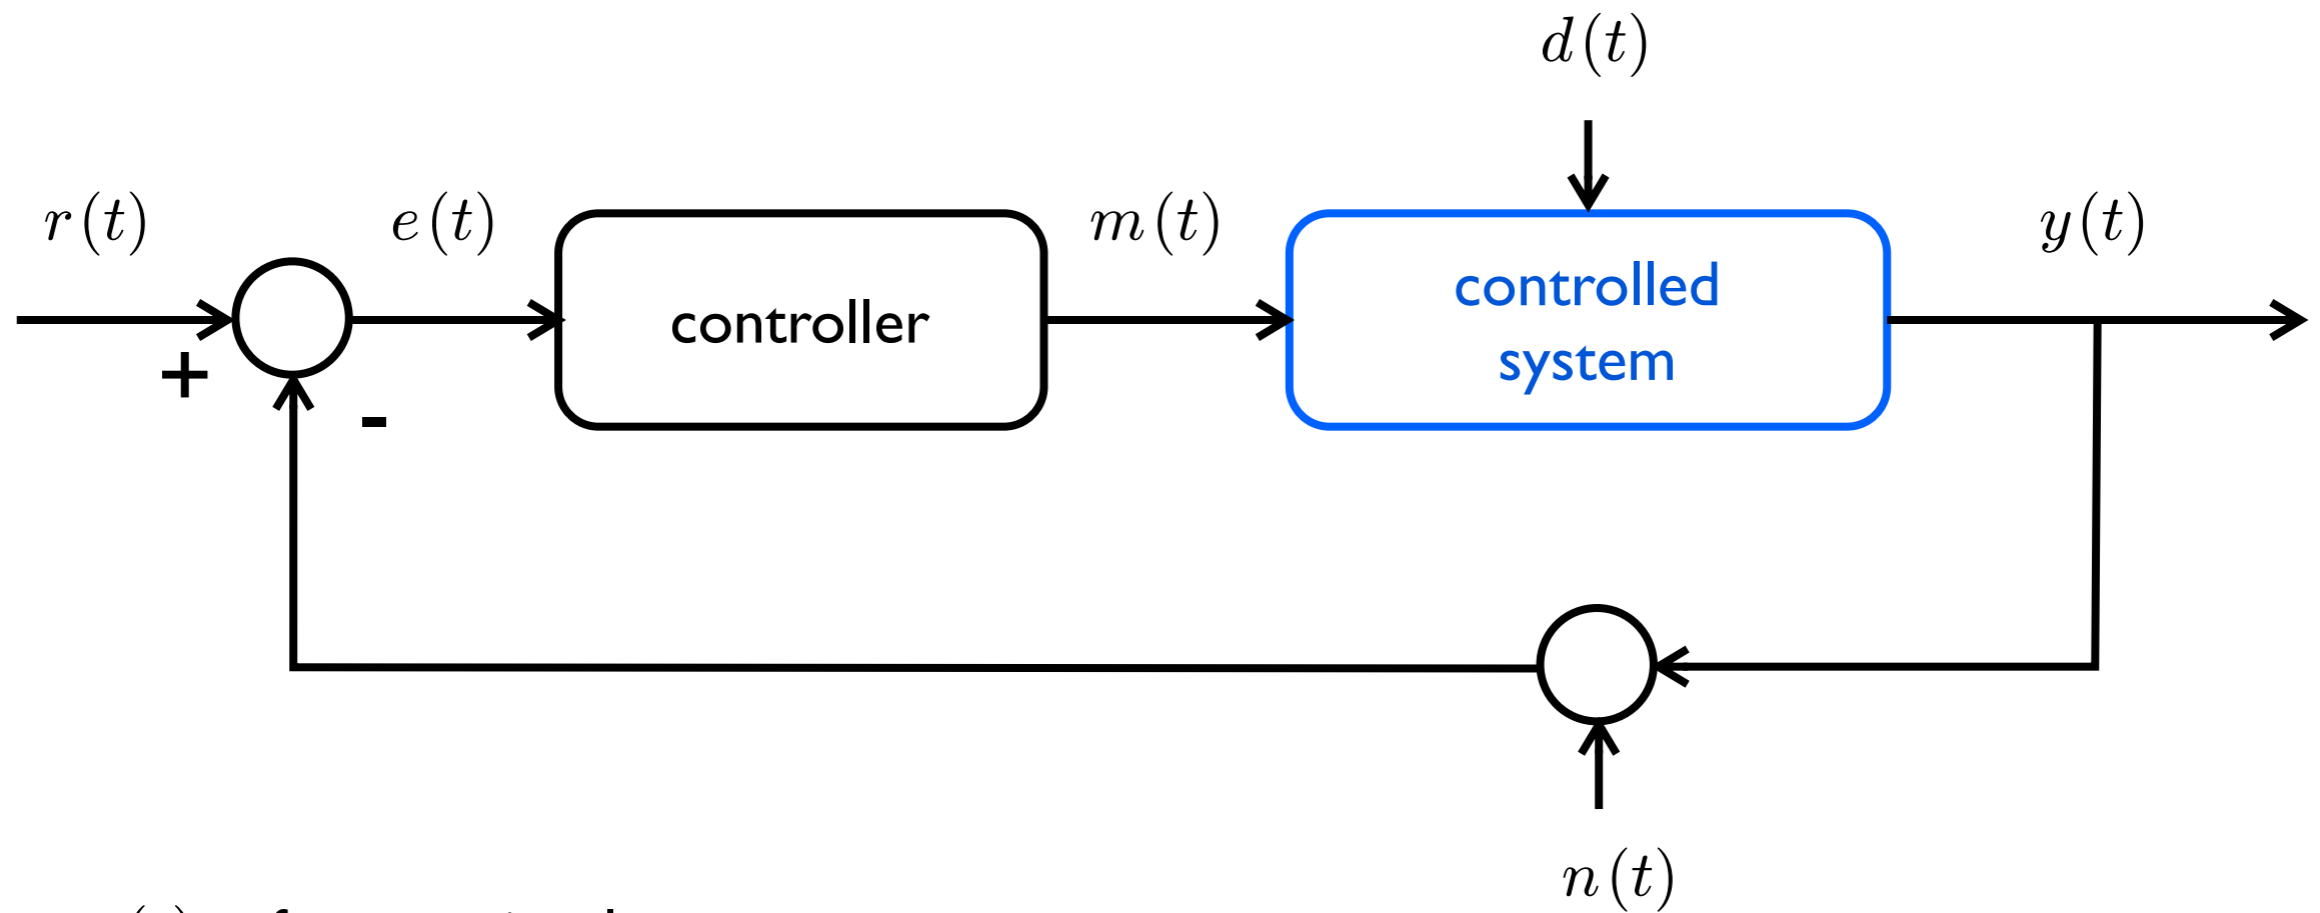 d(t)
r(t)
e(t)
m(t)
y(t)
controller
controlled
system
+
-
n(t)